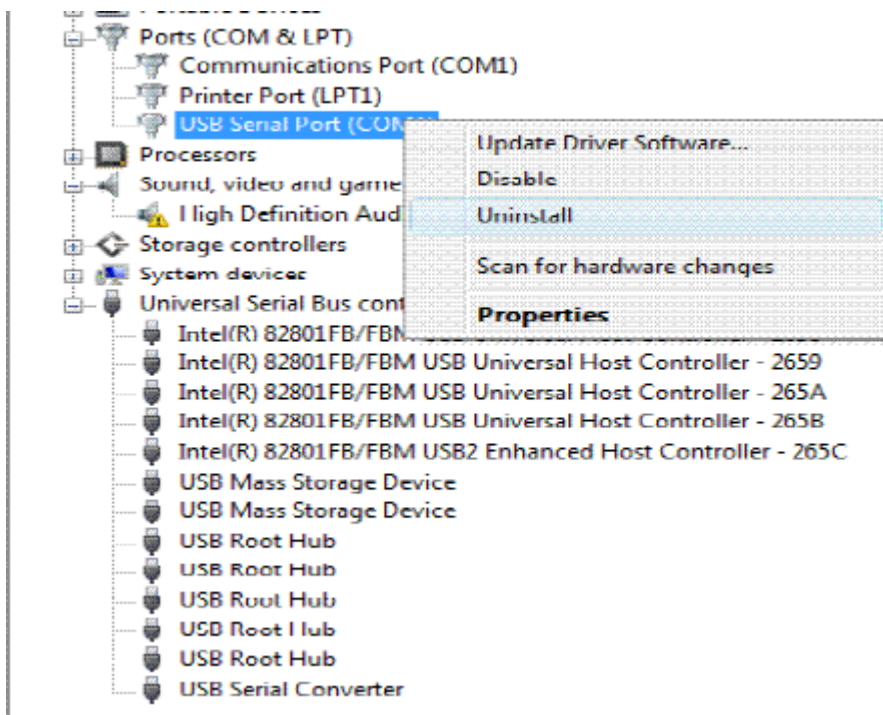 Ports (COM & LPT)
Communications Port (COM1)
Printer Port (LPT1)
USB Serial Port
Processors
Sound, video and game
High Definition Aud
Storage controllers
System devices
Universal Serial Bus cont
Intel(R) 82801FB/FBM
Intel(R) 82801FB/FBM USB Universal Host Controller - 2659
Intel(R) 82801FB/FBM USB Universal Host Controller - 265A
Intel(R) 82801FB/FBM USB Universal Host Controller - 265B
Intel(R) 82801FB/FBM USB2 Enhanced Host Controller - 265C
USB Mass Storage Device
USB Mass Storage Device
USB Root Hub
USB Root Hub
USB Root Hub
USB Root Hub
USB Root Hub
USB Serial Converter
Update Driver Software...
Disable
Uninstall
Scan for hardware changes
Properties